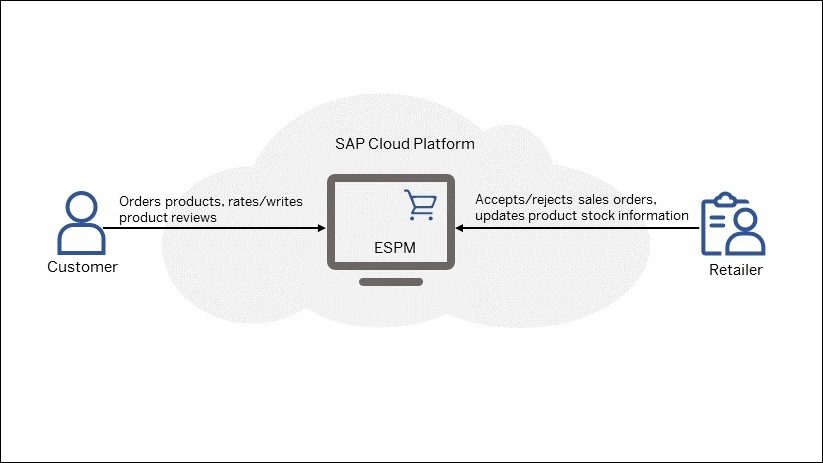 SAP Cloud Platform
Orders products, rates/writes
product reviews
Accepts/rejects sales orders,
updates product stock information
ESPM
Customer
Retailer